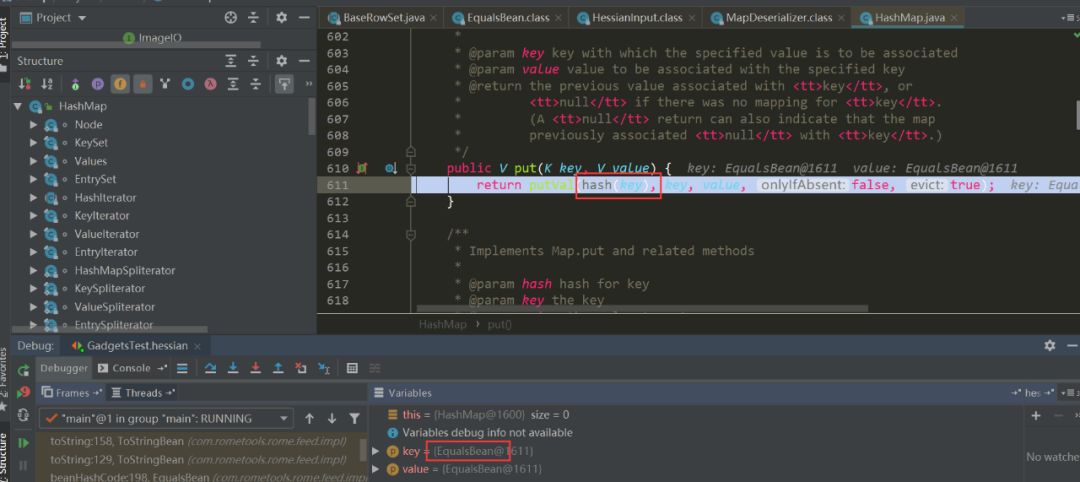 Project
ImageIO
Structure
HashMap
Node
KeySet
Values
EntrySet
HashIterator
KeyIterator
ValueIterator
EntryIterator
HashMapSpliterator
KeySpliterator
ValueSpliterator
EntrySpliterator
BaseRowSet.java
EqualsBean.class
HessianInput.class
MapDeserializer.class
HashMap.java
602 *
603 * @param key key with which the specified value is to be associated
604 * @param value value to be associated with the specified key
605 * @return the previous value associated with <tt>key</tt>, or
606 * <tt>null</tt> if there was no mapping for <tt>key</tt>.
607 * (A <tt>null</tt> return can also indicate that the map
608 * previously associated <tt>null</tt> with <tt>key</tt>.)
609 */
610 public V put(K key, V value) { key: EqualsBean@1611 value: EqualsBean@1611
611 return putVal(hash(key), key, value, onlyIfAbsent: false, evict: true); key: Equa
612 }
613
614 /**
615 * Implements Map.put and related methods
616 *
617 * @param hash hash for key
618 * @param key the key
HashMap › put()
1: Project
2: Favorites
Z: Structure
Debug: GadgetsTest.hessian
Debugger Console
Frames Threads
"main"@1 in group "main": RUNNING
toString:158, ToStringBean (com.rometools.rome.feed.impl)
toString:129, ToStringBean (com.rometools.rome.feed.impl)
beanHashCode:198, EqualsBean (com.rometools.rome.feed.impl)
Variables
this = {HashMap@1600} size = 0
Variables debug info not available
key = {EqualsBean@1611}
value = {EqualsBean@1611}
hes
No watche